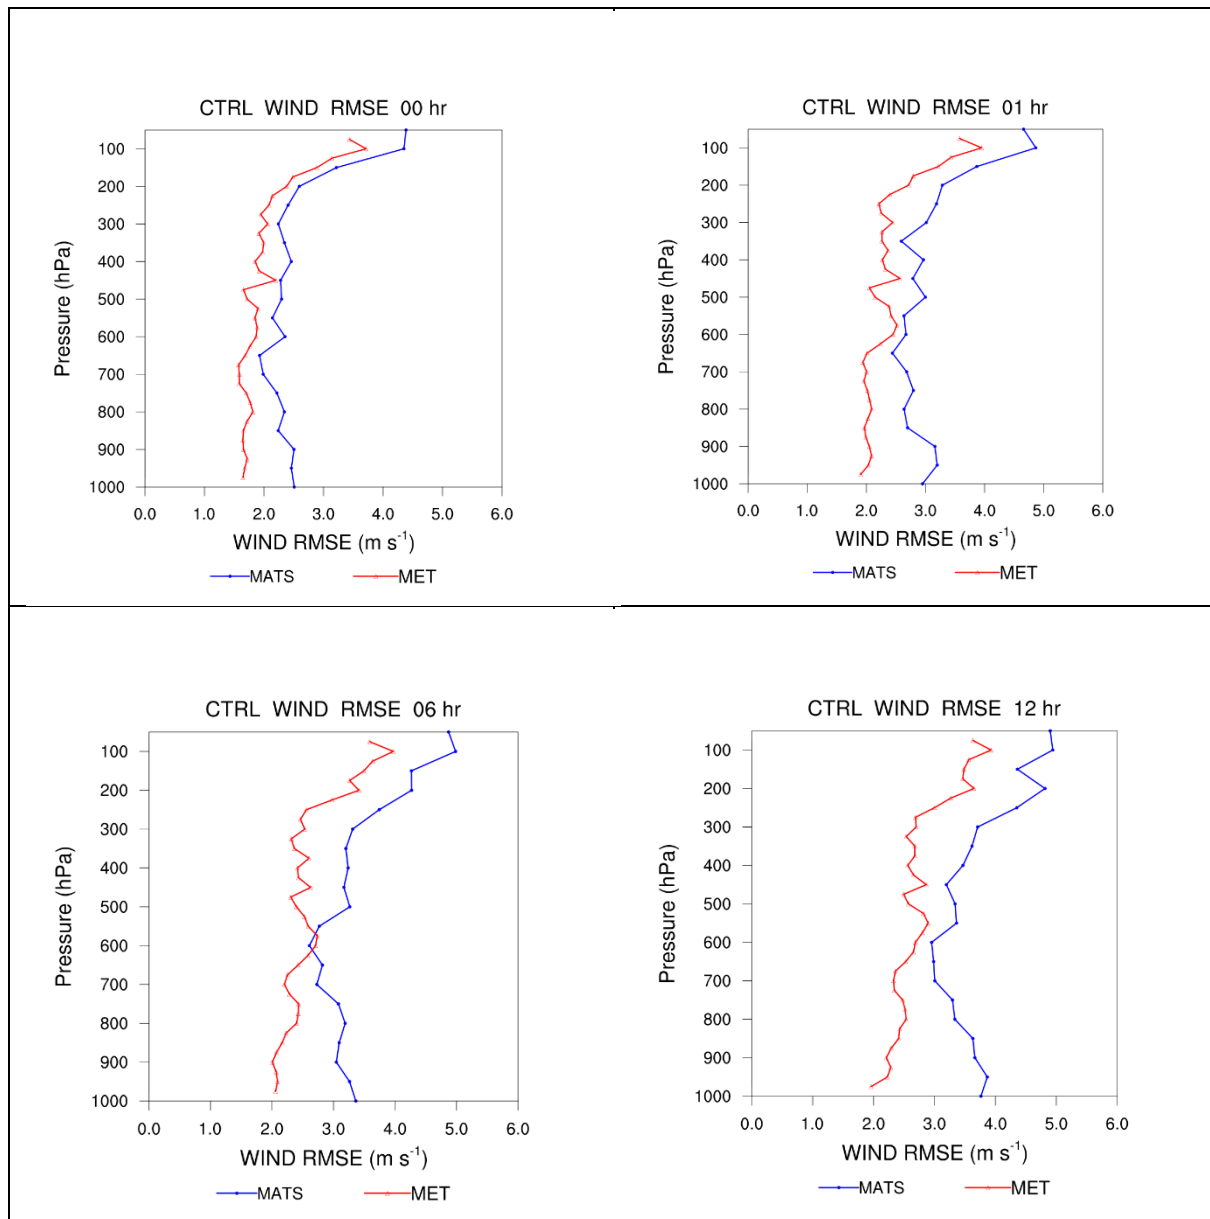 CTRL WIND RMSE 00 hr
Pressure (hPa)
100
200
300
400
500
600
700
800
900
1000
0.0 1.0 2.0 3.0 4.0 5.0 6.0
WIND RMSE (m s⁻¹)
MATS MET
CTRL WIND RMSE 01 hr
Pressure (hPa)
100
200
300
400
500
600
700
800
900
1000
0.0 1.0 2.0 3.0 4.0 5.0 6.0
WIND RMSE (m s⁻¹)
MATS MET
CTRL WIND RMSE 06 hr
Pressure (hPa)
100
200
300
400
500
600
700
800
900
1000
0.0 1.0 2.0 3.0 4.0 5.0 6.0
WIND RMSE (m s⁻¹)
MATS MET
CTRL WIND RMSE 12 hr
Pressure (hPa)
100
200
300
400
500
600
700
800
900
1000
0.0 1.0 2.0 3.0 4.0 5.0 6.0
WIND RMSE (m s⁻¹)
MATS MET